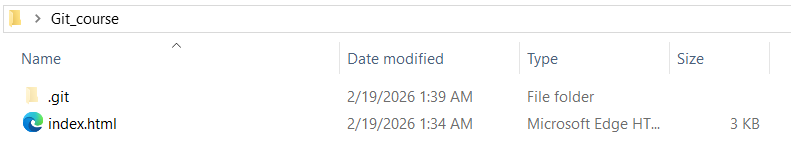 Git_course
Name Date modified Type Size
.git 2/19/2026 1:39 AM File folder
index.html 2/19/2026 1:34 AM Microsoft Edge HT... 3 KB